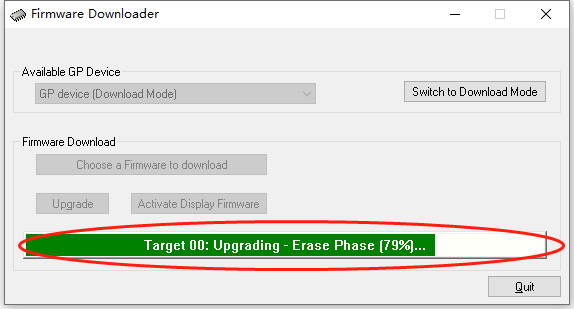 Firmware Downloader
Available GP Device
GP device (Download Mode)
Switch to Download Mode
Firmware Download
Choose a Firmware to download
Upgrade
Activate Display Firmware
Target 00: Upgrading - Erase Phase (79%)...
Quit